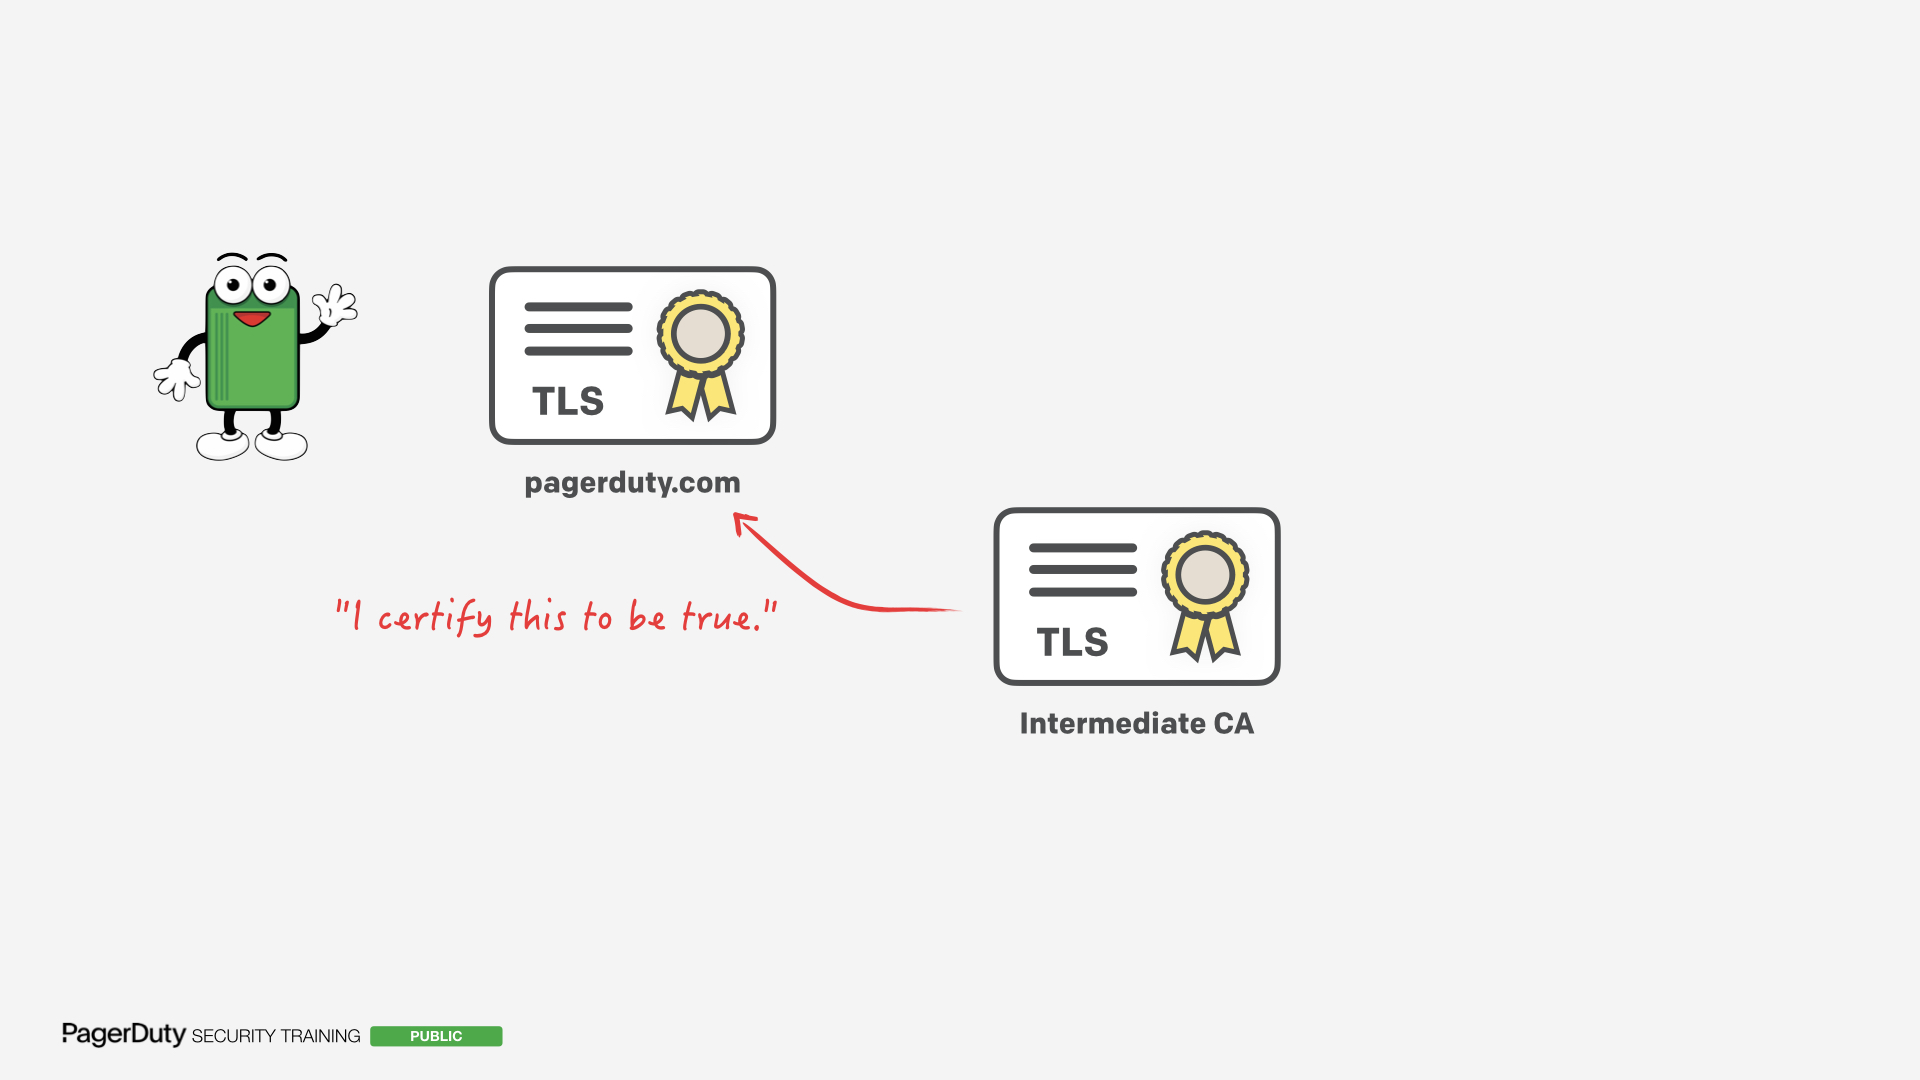 TLS
pagerduty.com
"I certify this to be true."
TLS
Intermediate CA
PagerDuty SECURITY TRAINING PUBLIC